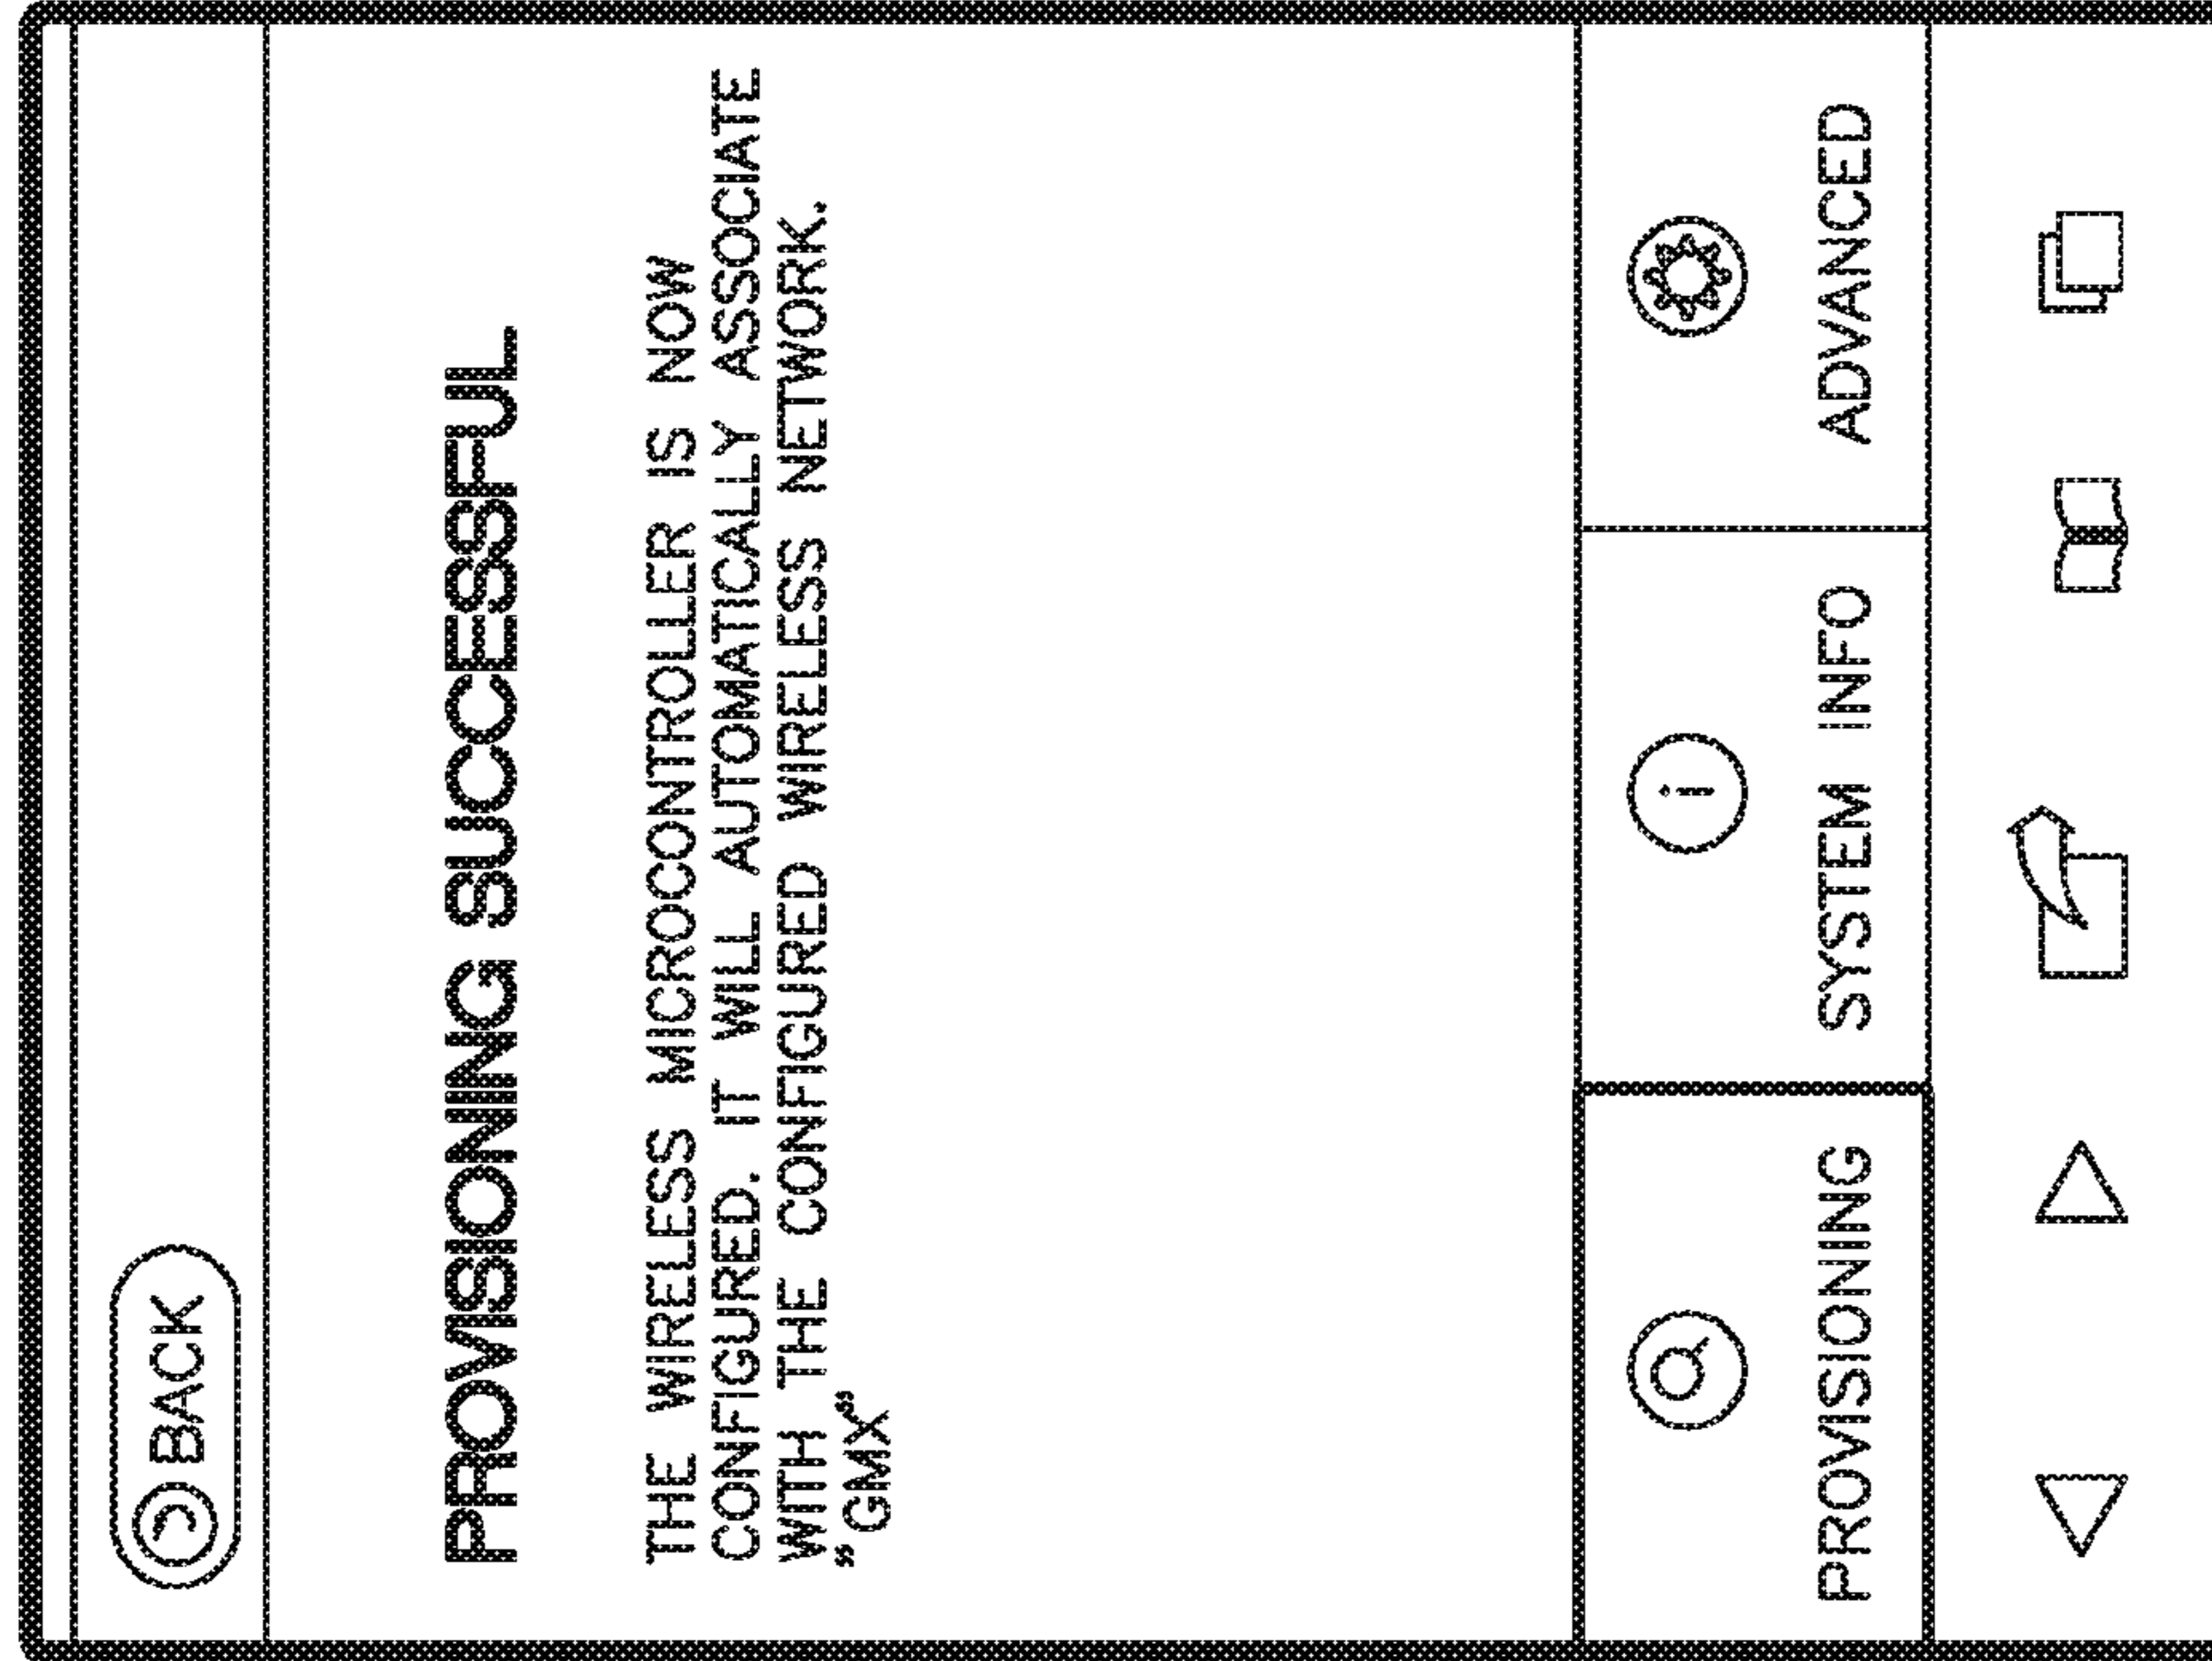 BACK
PROVISIONING SUCCESSFUL
THE WIRELESS MICROCONTROLLER IS NOW
CONFIGURED. IT WILL AUTOMATICALLY ASSOCIATE
WITH THE CONFIGURED WIRELESS NETWORK.
“GMX”
PROVISIONING
SYSTEM INFO
ADVANCED